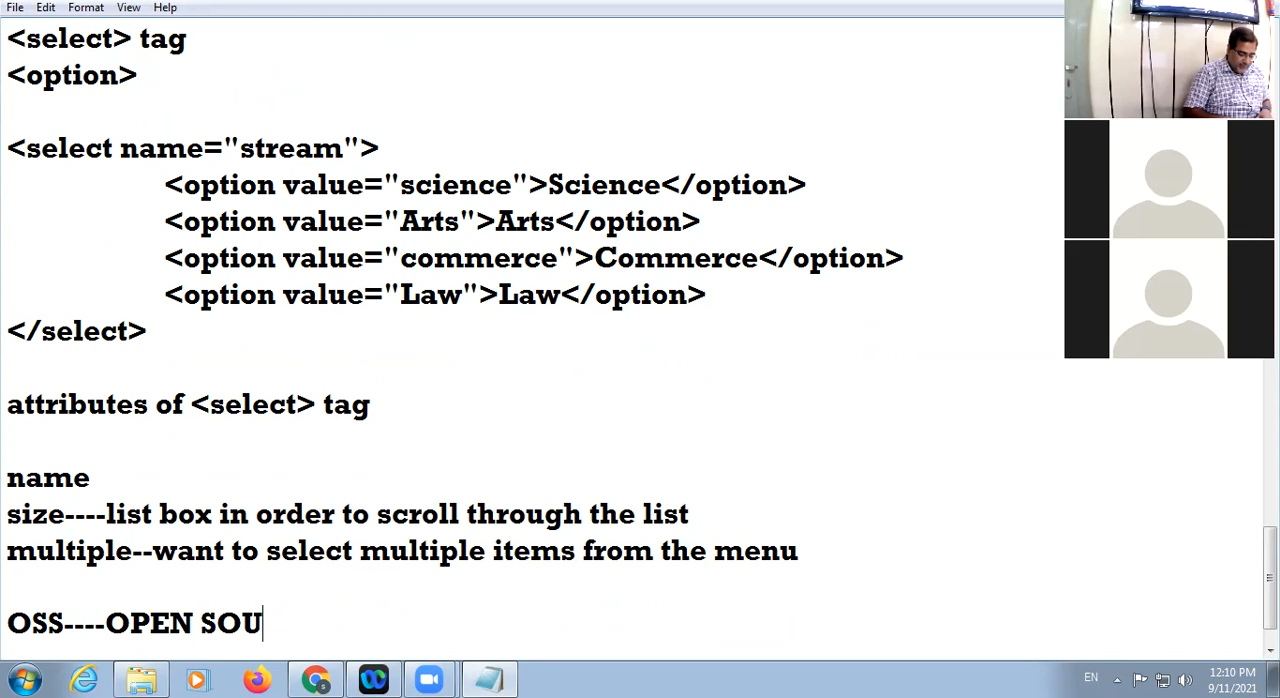 File Edit Format View Help
<select> tag
<option>
<select name="stream">
<option value="science">Science</option>
<option value="Arts">Arts</option>
<option value="commerce">Commerce</option>
<option value="Law">Law</option>
</select>
attributes of <select> tag
name
size----list box in order to scroll through the list
multiple--want to select multiple items from the menu
OSS----OPEN SOU
EN 12:10 PM
9/11/2021